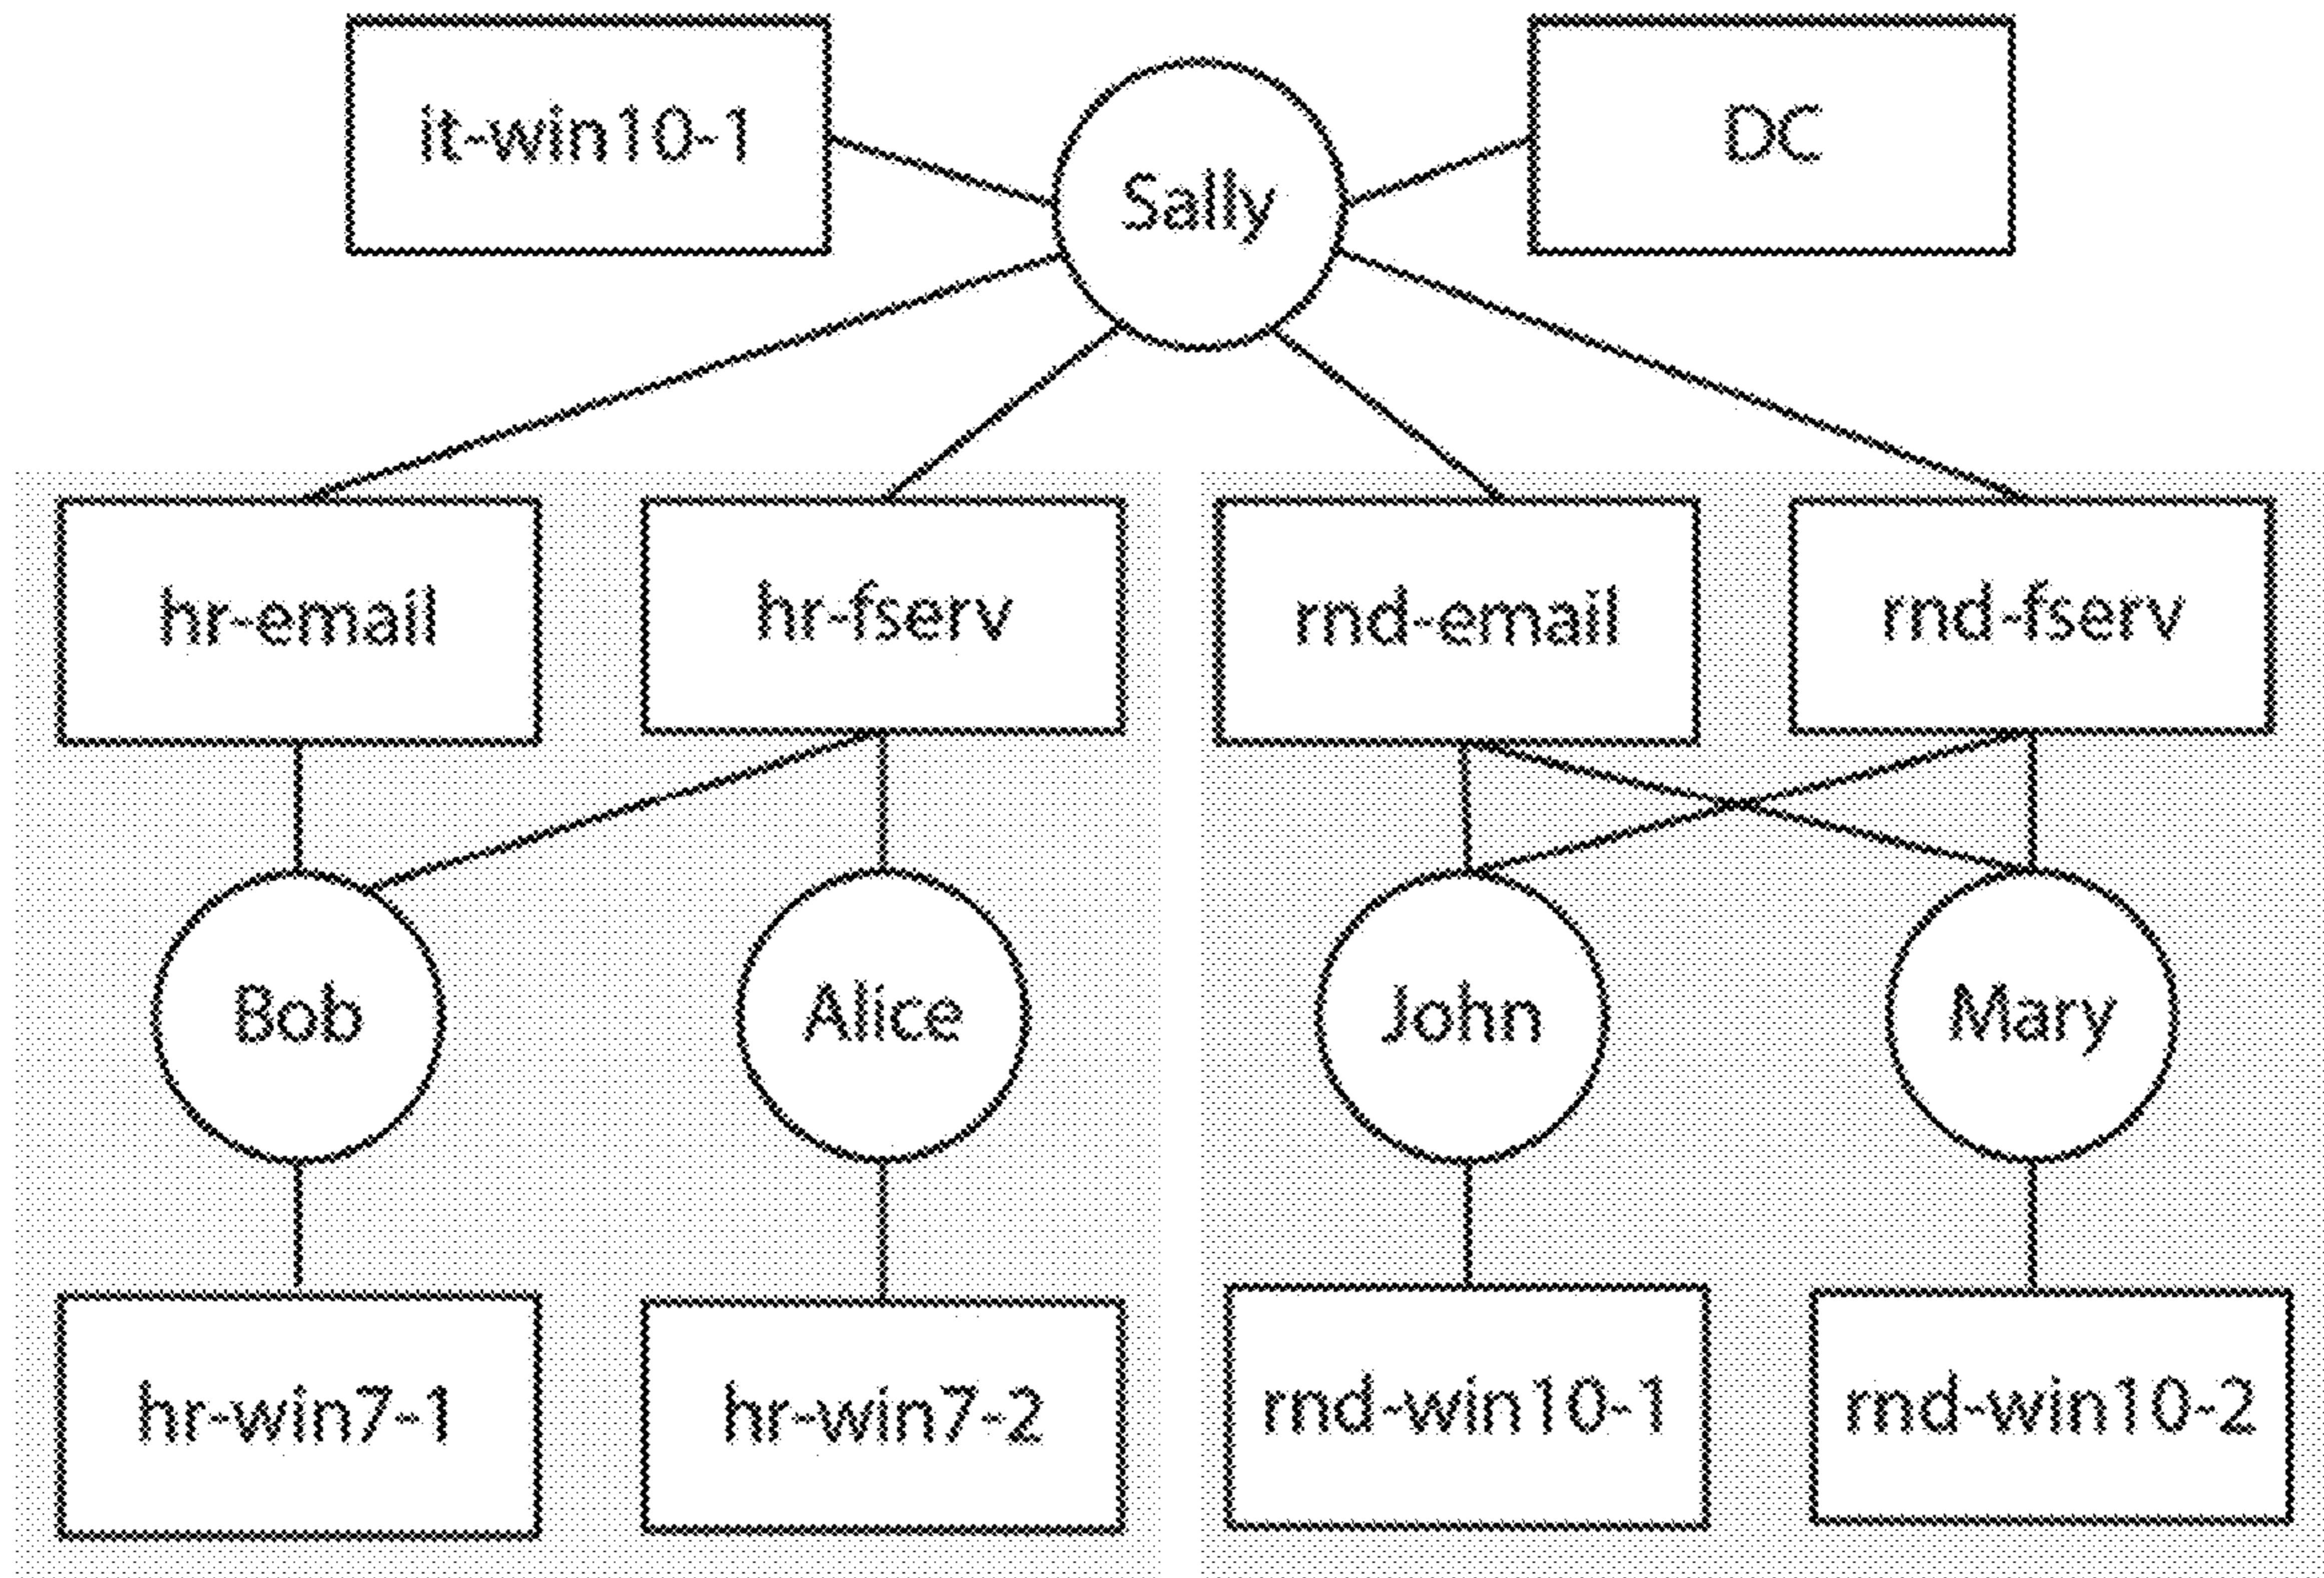 it-win10-1
Sally
DC
hr-email
hr-fserv
rnd-email
rnd-fserv
Bob
Alice
John
Mary
hr-win7-1
hr-win7-2
rnd-win10-1
rnd-win10-2